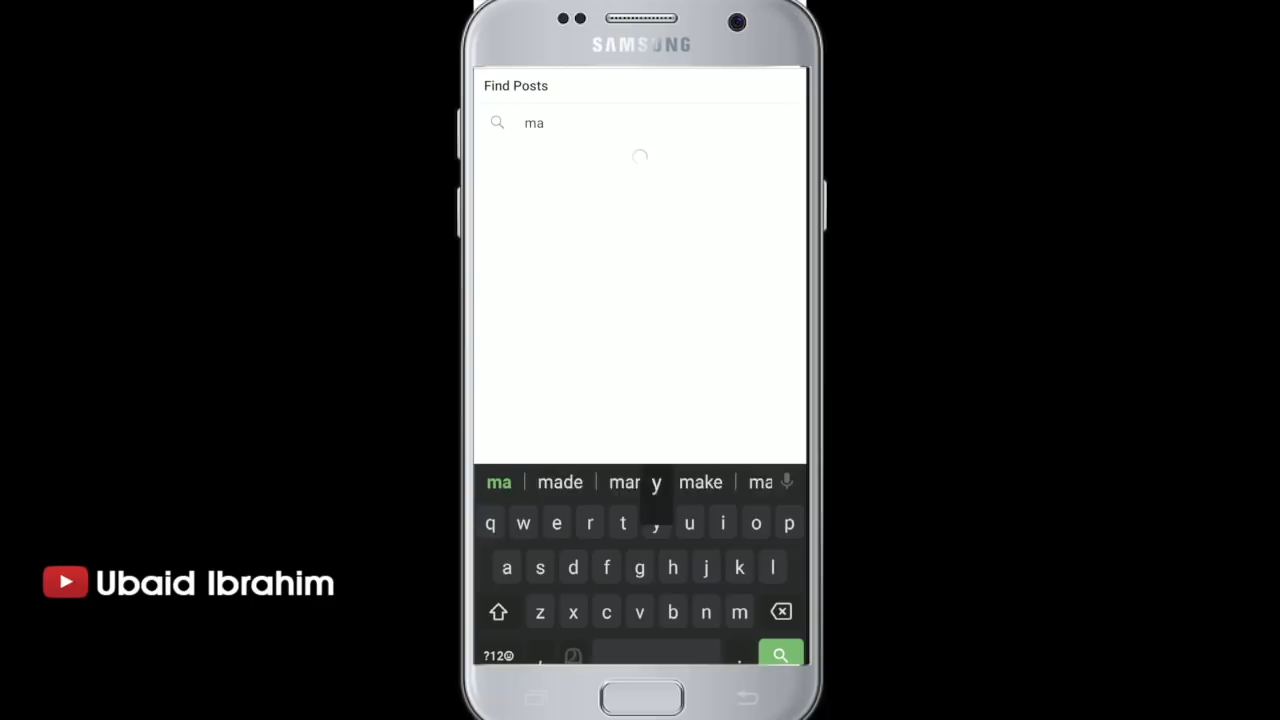 SAMSUNG
Find Posts
ma
ma made mar y make ma
q w e r t y u i o p
a s d f g h j k l
z x c v b n m
?12☺ , .
Ubaid Ibrahim